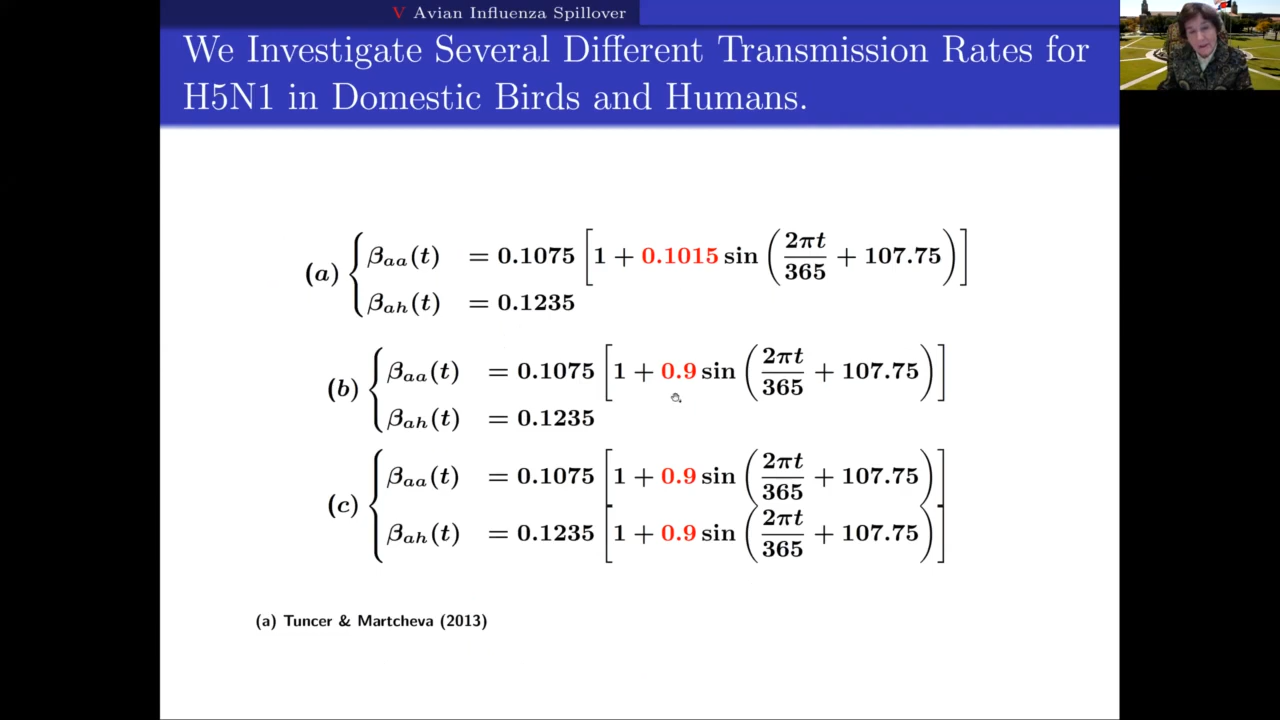 V Avian Influenza Spillover
We Investigate Several Different Transmission Rates for
H5N1 in Domestic Birds and Humans.
(a) { βaa(t) = 0.1075 [1 + 0.1015 sin (2πt/365 + 107.75)]
βah(t) = 0.1235
(b) { βaa(t) = 0.1075 [1 + 0.9 sin (2πt/365 + 107.75)]
βah(t) = 0.1235
(c) { βaa(t) = 0.1075 [1 + 0.9 sin (2πt/365 + 107.75)]
βah(t) = 0.1235 [1 + 0.9 sin (2πt/365 + 107.75)]
(a) Tuncer & Martcheva (2013)